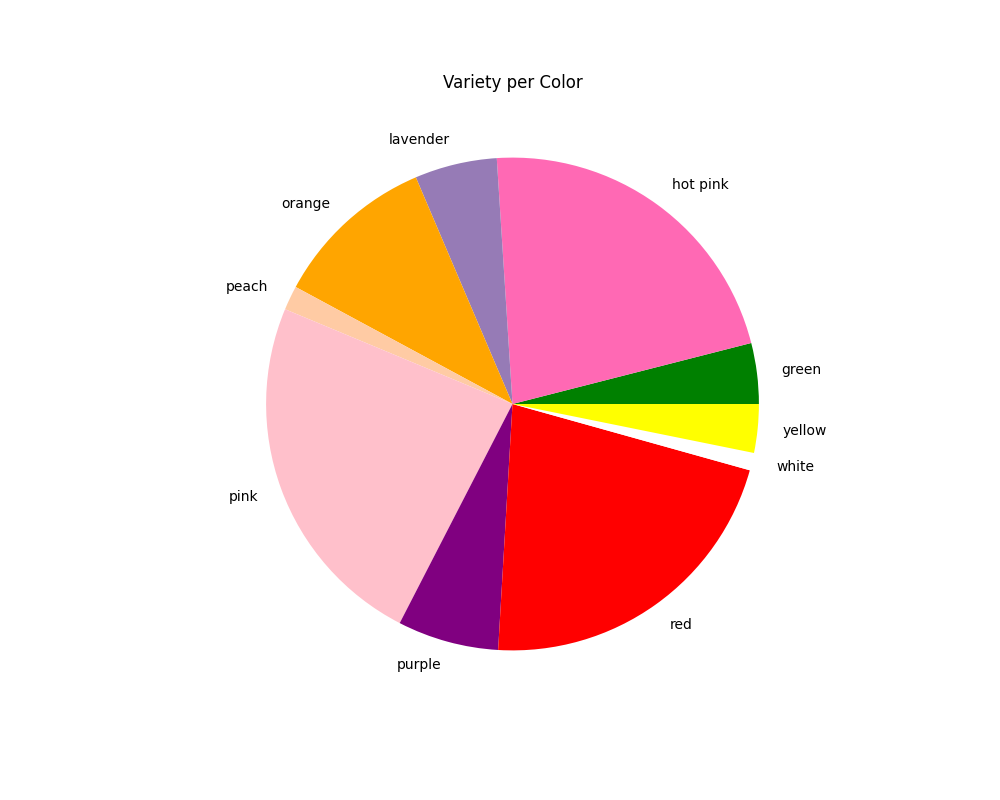 Variety per Color
lavender
hot pink
orange
peach
green
yellow
white
pink
red
purple